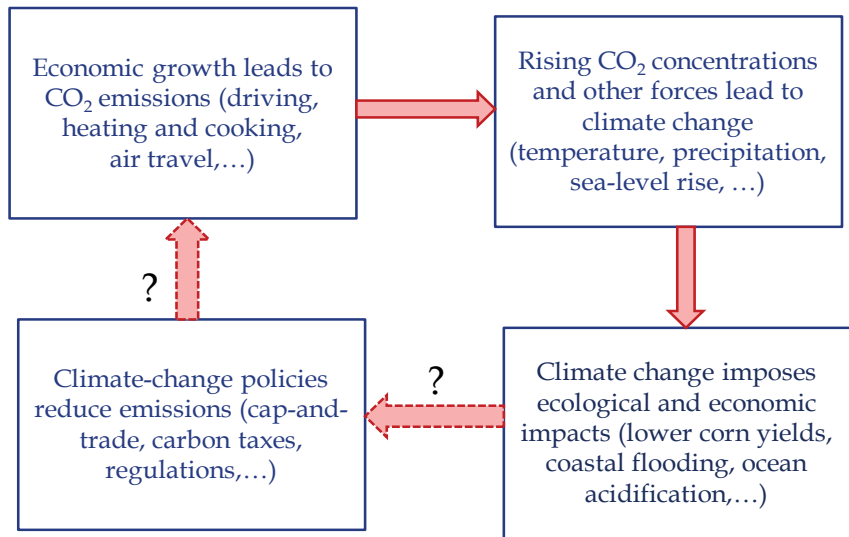 Economic growth leads to
CO₂ emissions (driving,
heating and cooking,
air travel,…)
Rising CO₂ concentrations
and other forces lead to
climate change
(temperature, precipitation,
sea-level rise, …)
?
Climate-change policies
reduce emissions (cap-and-
trade, carbon taxes,
regulations,…)
?
Climate change imposes
ecological and economic
impacts (lower corn yields,
coastal flooding, ocean
acidification,…)